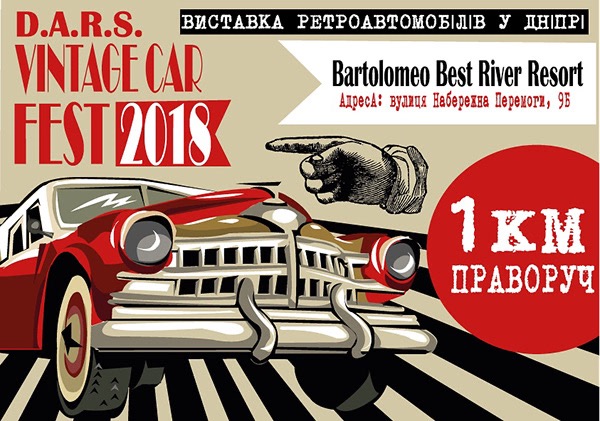 D.A.R.S.
VINTAGE CAR
FEST 2018
ВИСТАВКА РЕТРОАВТОМОБІЛІВ У ДНІПРІ
Bartolomeo Best River Resort
АдресА: вулиця Набережна Перемоги, 9Б
1 км
ПРАВОРУЧ